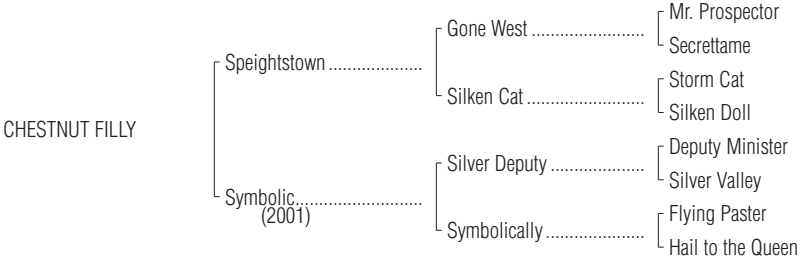 Mr. Prospector
Gone West ........................
Secrettame
Speightstown ....................
Storm Cat
Silken Cat .........................
Silken Doll
CHESTNUT FILLY
Deputy Minister
Silver Deputy ....................
Silver Valley
Symbolic...........................
(2001)
Flying Paster
Symbolically .....................
Hail to the Queen